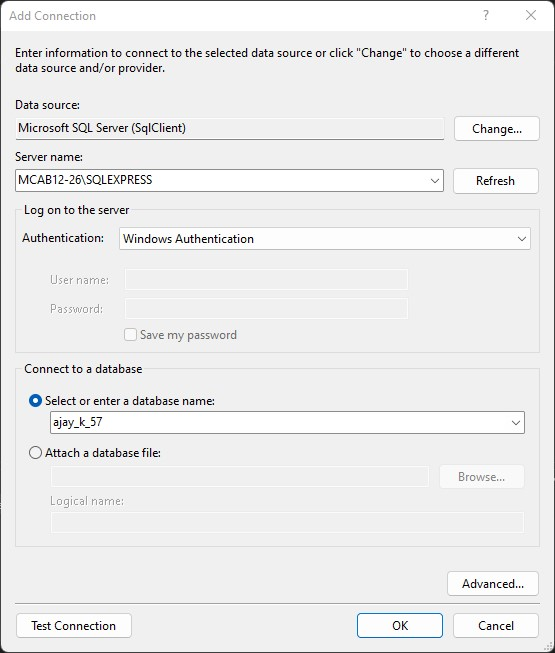 Add Connection
?
Enter information to connect to the selected data source or click "Change" to choose a different
data source and/or provider.
Data source:
Microsoft SQL Server (SqlClient)
Change...
Server name:
MCAB12-26\SQLEXPRESS
Refresh
Log on to the server
Authentication:
Windows Authentication
User name:
Password:
Save my password
Connect to a database
Select or enter a database name:
ajay_k_57
Attach a database file:
Browse...
Logical name:
Advanced...
Test Connection
OK
Cancel